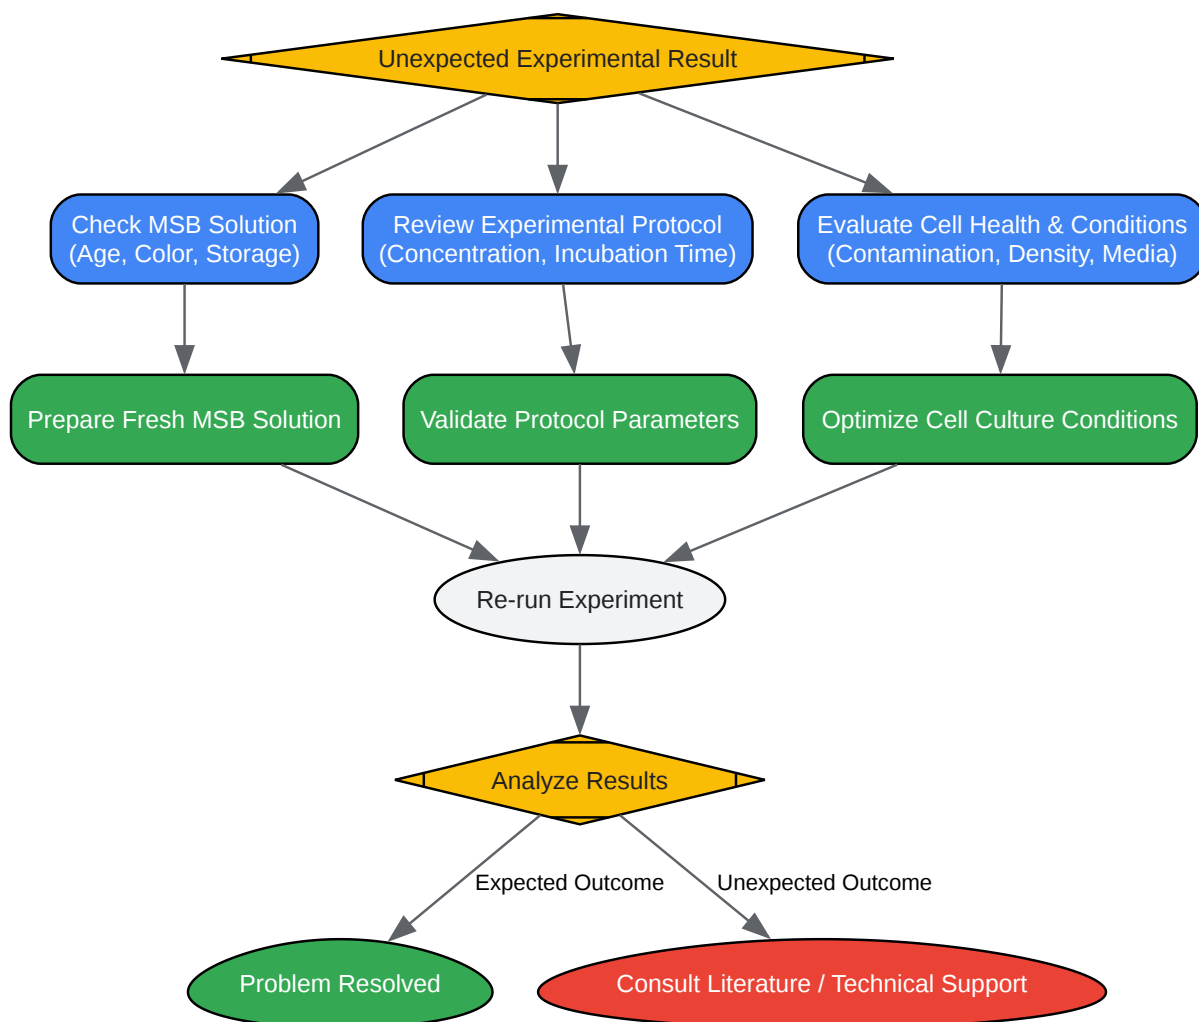 Unexpected Experimental Result
Check MSB Solution
(Age, Color, Storage)
Review Experimental Protocol
(Concentration, Incubation Time)
Evaluate Cell Health & Conditions
(Contamination, Density, Media)
Prepare Fresh MSB Solution
Validate Protocol Parameters
Optimize Cell Culture Conditions
Re-run Experiment
Analyze Results
Expected Outcome
Unexpected Outcome
Problem Resolved
Consult Literature / Technical Support